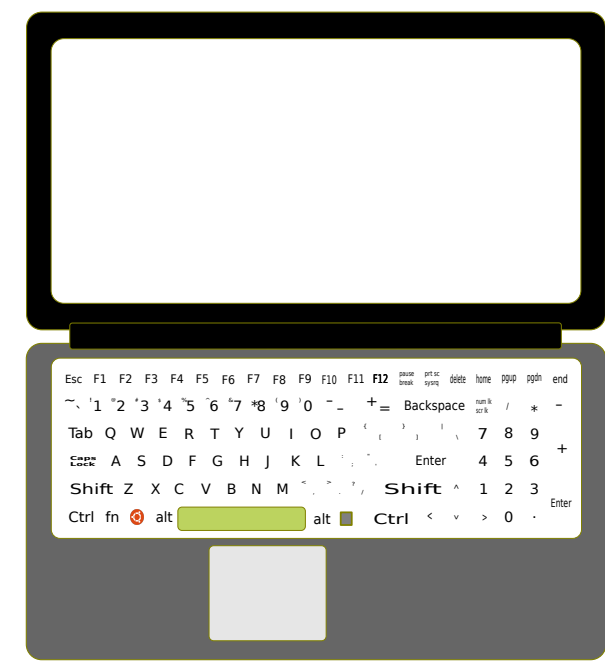 Esc F1 F2 F3 F4 F5 F6 F7 F8 F9 F10 F11 F12 pause break prt sc sysrq delete home pgup pgdn end
~ ` ! 1 @ 2 # 3 $ 4 % 5 ^ 6 & 7 * 8 ( 9 ) 0 _ - + = Backspace num lk scr lk / * -
Tab Q W E R T Y U I O P { [ } ] | \ 7 8 9
Caps Lock A S D F G H J K L : ; " ' Enter 4 5 6 +
Shift Z X C V B N M < , > . ? / Shift ^ 1 2 3
Ctrl fn alt alt Ctrl < v > 0 . Enter